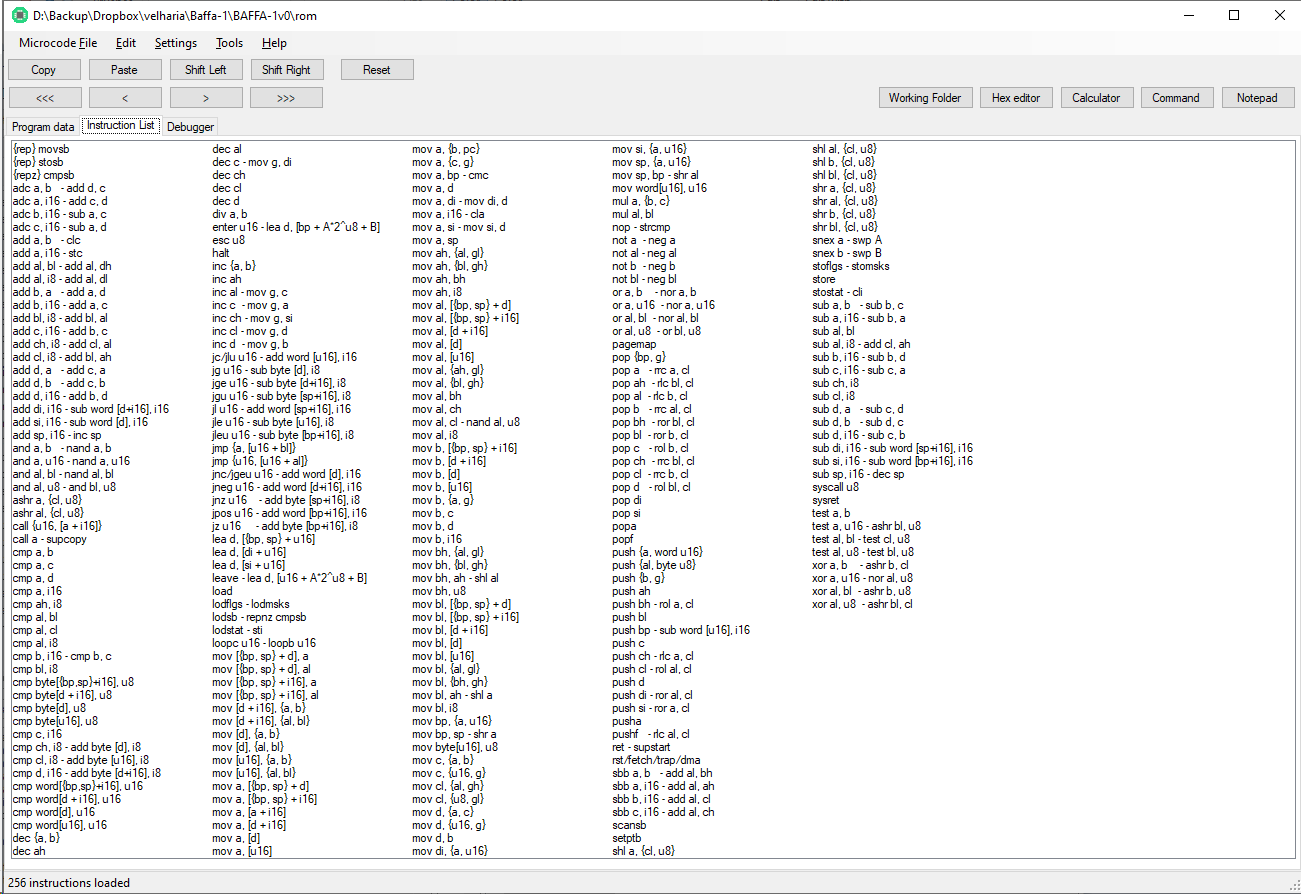 D:\Backup\Dropbox\velharia\Baffa-1\BAFFA-1v0\rom
Microcode File Edit Settings Tools Help
Copy Paste Shift Left Shift Right Reset
<<< < > >>> Working Folder Hex editor Calculator Command Notepad
Program data Instruction List Debugger
{rep} movsb
{rep} stosb
{repz} cmpsb
adc a, b - add d, c
adc a, i16 - add c, d
adc b, i16 - sub a, c
adc c, i16 - sub a, d
add a, b - clc
add a, i16 - stc
add al, bl - add al, dh
add al, i8 - add al, dl
add b, a - add a, d
add b, i16 - add a, c
add bl, i8 - add bl, al
add c, i16 - add b, c
add ch, i8 - add cl, al
add cl, i8 - add bl, ah
add d, a - add c, a
add d, b - add c, b
add d, i16 - add b, d
add di, i16 - sub word [d+i16], i16
add si, i16 - sub word [d], i16
add sp, i16 - inc sp
and a, b - nand a, b
and a, u16 - nand a, u16
and al, bl - nand al, bl
and al, u8 - and bl, u8
ashr a, {cl, u8}
ashr al, {cl, u8}
call {u16, [a + i16]}
call a - supcopy
cmp a, b
cmp a, c
cmp a, d
cmp a, i16
cmp ah, i8
cmp al, bl
cmp al, cl
cmp al, i8
cmp b, i16 - cmp b, c
cmp bl, i8
cmp byte[{bp,sp}+i16], u8
cmp byte[d + i16], u8
cmp byte[d], u8
cmp byte[u16], u8
cmp c, i16
cmp ch, i8 - add byte [d], i8
cmp cl, i8 - add byte [u16], i8
cmp d, i16 - add byte [d+i16], i8
cmp word[{bp,sp}+i16], u16
cmp word[d + i16], u16
cmp word[d], u16
cmp word[u16], u16
dec {a, b}
dec ah
dec al
dec c - mov g, di
dec ch
dec cl
dec d
div a, b
enter u16 - lea d, [bp + A*2^u8 + B]
esc u8
halt
inc {a, b}
inc ah
inc al - mov g, c
inc c - mov g, a
inc ch - mov g, si
inc cl - mov g, d
inc d - mov g, b
jc/jlu u16 - add word [u16], i16
jg u16 - sub byte [d], i8
jge u16 - sub byte [d+i16], i8
jgu u16 - sub byte [sp+i16], i8
jl u16 - add word [sp+i16], i16
jle u16 - sub byte [u16], i8
jleu u16 - sub byte [bp+i16], i8
jmp {a, [u16 + bl]}
jmp {u16, [u16 + al]}
jnc/jgeu u16 - add word [d], i16
jneg u16 - add word [d+i16], i16
jnz u16 - add byte [sp+i16], i8
jpos u16 - add word [bp+i16], i16
jz u16 - add byte [bp+i16], i8
lea d, [{bp, sp} + u16]
lea d, [di + u16]
lea d, [si + u16]
leave - lea d, [u16 + A*2^u8 + B]
load
lodflgs - lodmsks
lodsb - repnz cmpsb
lodstat - sti
loopc u16 - loopb u16
mov [{bp, sp} + d], a
mov [{bp, sp} + d], al
mov [{bp, sp} + i16], a
mov [{bp, sp} + i16], al
mov [d + i16], {a, b}
mov [d + i16], {al, bl}
mov [d], {a, b}
mov [d], {al, bl}
mov [u16], {a, b}
mov [u16], {al, bl}
mov a, [{bp, sp} + d]
mov a, [{bp, sp} + i16]
mov a, [a + i16]
mov a, [d + i16]
mov a, [d]
mov a, [u16]
mov a, {b, pc}
mov a, {c, g}
mov a, bp - cmc
mov a, d
mov a, di - mov di, d
mov a, i16 - cla
mov a, si - mov si, d
mov a, sp
mov ah, {al, gl}
mov ah, {bl, gh}
mov ah, bh
mov ah, i8
mov al, [{bp, sp} + d]
mov al, [{bp, sp} + i16]
mov al, [d + i16]
mov al, [d]
mov al, [u16]
mov al, {ah, gl}
mov al, {bl, gh}
mov al, bh
mov al, ch
mov al, cl - nand al, u8
mov al, i8
mov b, [{bp, sp} + i16]
mov b, [d + i16]
mov b, [d]
mov b, [u16]
mov b, {a, g}
mov b, c
mov b, d
mov b, i16
mov bh, {al, gl}
mov bh, {bl, gh}
mov bh, ah - shl al
mov bh, u8
mov bl, [{bp, sp} + d]
mov bl, [{bp, sp} + i16]
mov bl, [d + i16]
mov bl, [d]
mov bl, [u16]
mov bl, {al, gl}
mov bl, {bh, gh}
mov bl, ah - shl a
mov bl, i8
mov bp, {a, u16}
mov bp, sp - shr a
mov byte[u16], u8
mov c, {a, b}
mov c, {u16, g}
mov cl, {al, gh}
mov cl, {u8, gl}
mov d, {a, c}
mov d, {u16, g}
mov d, b
mov di, {a, u16}
mov si, {a, u16}
mov sp, {a, u16}
mov sp, bp - shr al
mov word[u16], u16
mul a, {b, c}
mul al, bl
nop - strcmp
not a - neg a
not al - neg al
not b - neg b
not bl - neg bl
or a, b - nor a, b
or a, u16 - nor a, u16
or al, bl - nor al, bl
or al, u8 - or bl, u8
pagemap
pop {bp, g}
pop a - rrc a, cl
pop ah - rlc bl, cl
pop al - rlc b, cl
pop b - rrc al, cl
pop bh - ror bl, cl
pop bl - ror b, cl
pop c - rol b, cl
pop ch - rrc bl, cl
pop cl - rrc b, cl
pop d - rol bl, cl
pop di
pop si
popa
popf
push {a, word u16}
push {al, byte u8}
push {b, g}
push ah
push bh - rol a, cl
push bl
push bp - sub word [u16], i16
push c
push ch - rlc a, cl
push cl - rol al, cl
push d
push di - ror al, cl
push si - ror a, cl
pusha
pushf - rlc al, cl
ret - supstart
rst/fetch/trap/dma
sbb a, b - add al, bh
sbb a, i16 - add al, ah
sbb b, i16 - add al, cl
sbb c, i16 - add al, ch
scansb
setptb
shl a, {cl, u8}
shl al, {cl, u8}
shl b, {cl, u8}
shl bl, {cl, u8}
shr a, {cl, u8}
shr al, {cl, u8}
shr b, {cl, u8}
shr bl, {cl, u8}
snex a - swp A
snex b - swp B
stoflgs - stomsks
store
stostat - cli
sub a, b - sub b, c
sub a, i16 - sub b, a
sub al, bl
sub al, i8 - add cl, ah
sub b, i16 - sub b, d
sub c, i16 - sub c, a
sub ch, i8
sub cl, i8
sub d, a - sub c, d
sub d, b - sub d, c
sub d, i16 - sub c, b
sub di, i16 - sub word [sp+i16], i16
sub si, i16 - sub word [bp+i16], i16
sub sp, i16 - dec sp
syscall u8
sysret
test a, b
test a, u16 - ashr bl, u8
test al, bl - test cl, u8
test al, u8 - test bl, u8
xor a, b - ashr b, cl
xor a, u16 - nor al, u8
xor al, bl - ashr b, u8
xor al, u8 - ashr bl, cl
256 instructions loaded